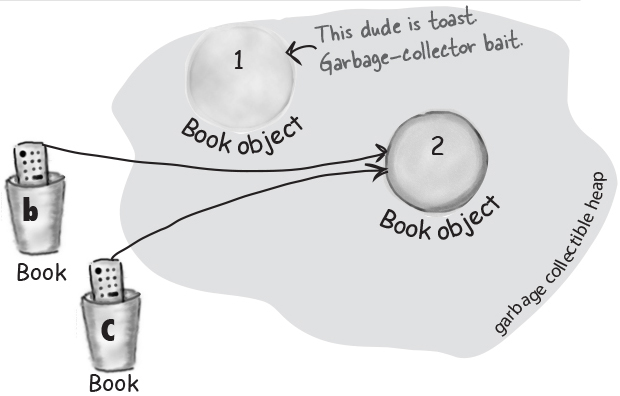 This dude is toast.
Garbage-collector bait.
1
Book object
2
Book object
b
Book
c
Book
garbage collectible heap